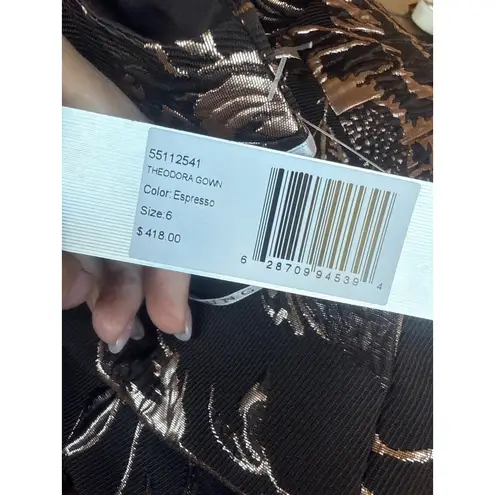 55112541
THEODORA GOWN
Color: Espresso
Size: 6
$ 418.00
6 28709 94539 4